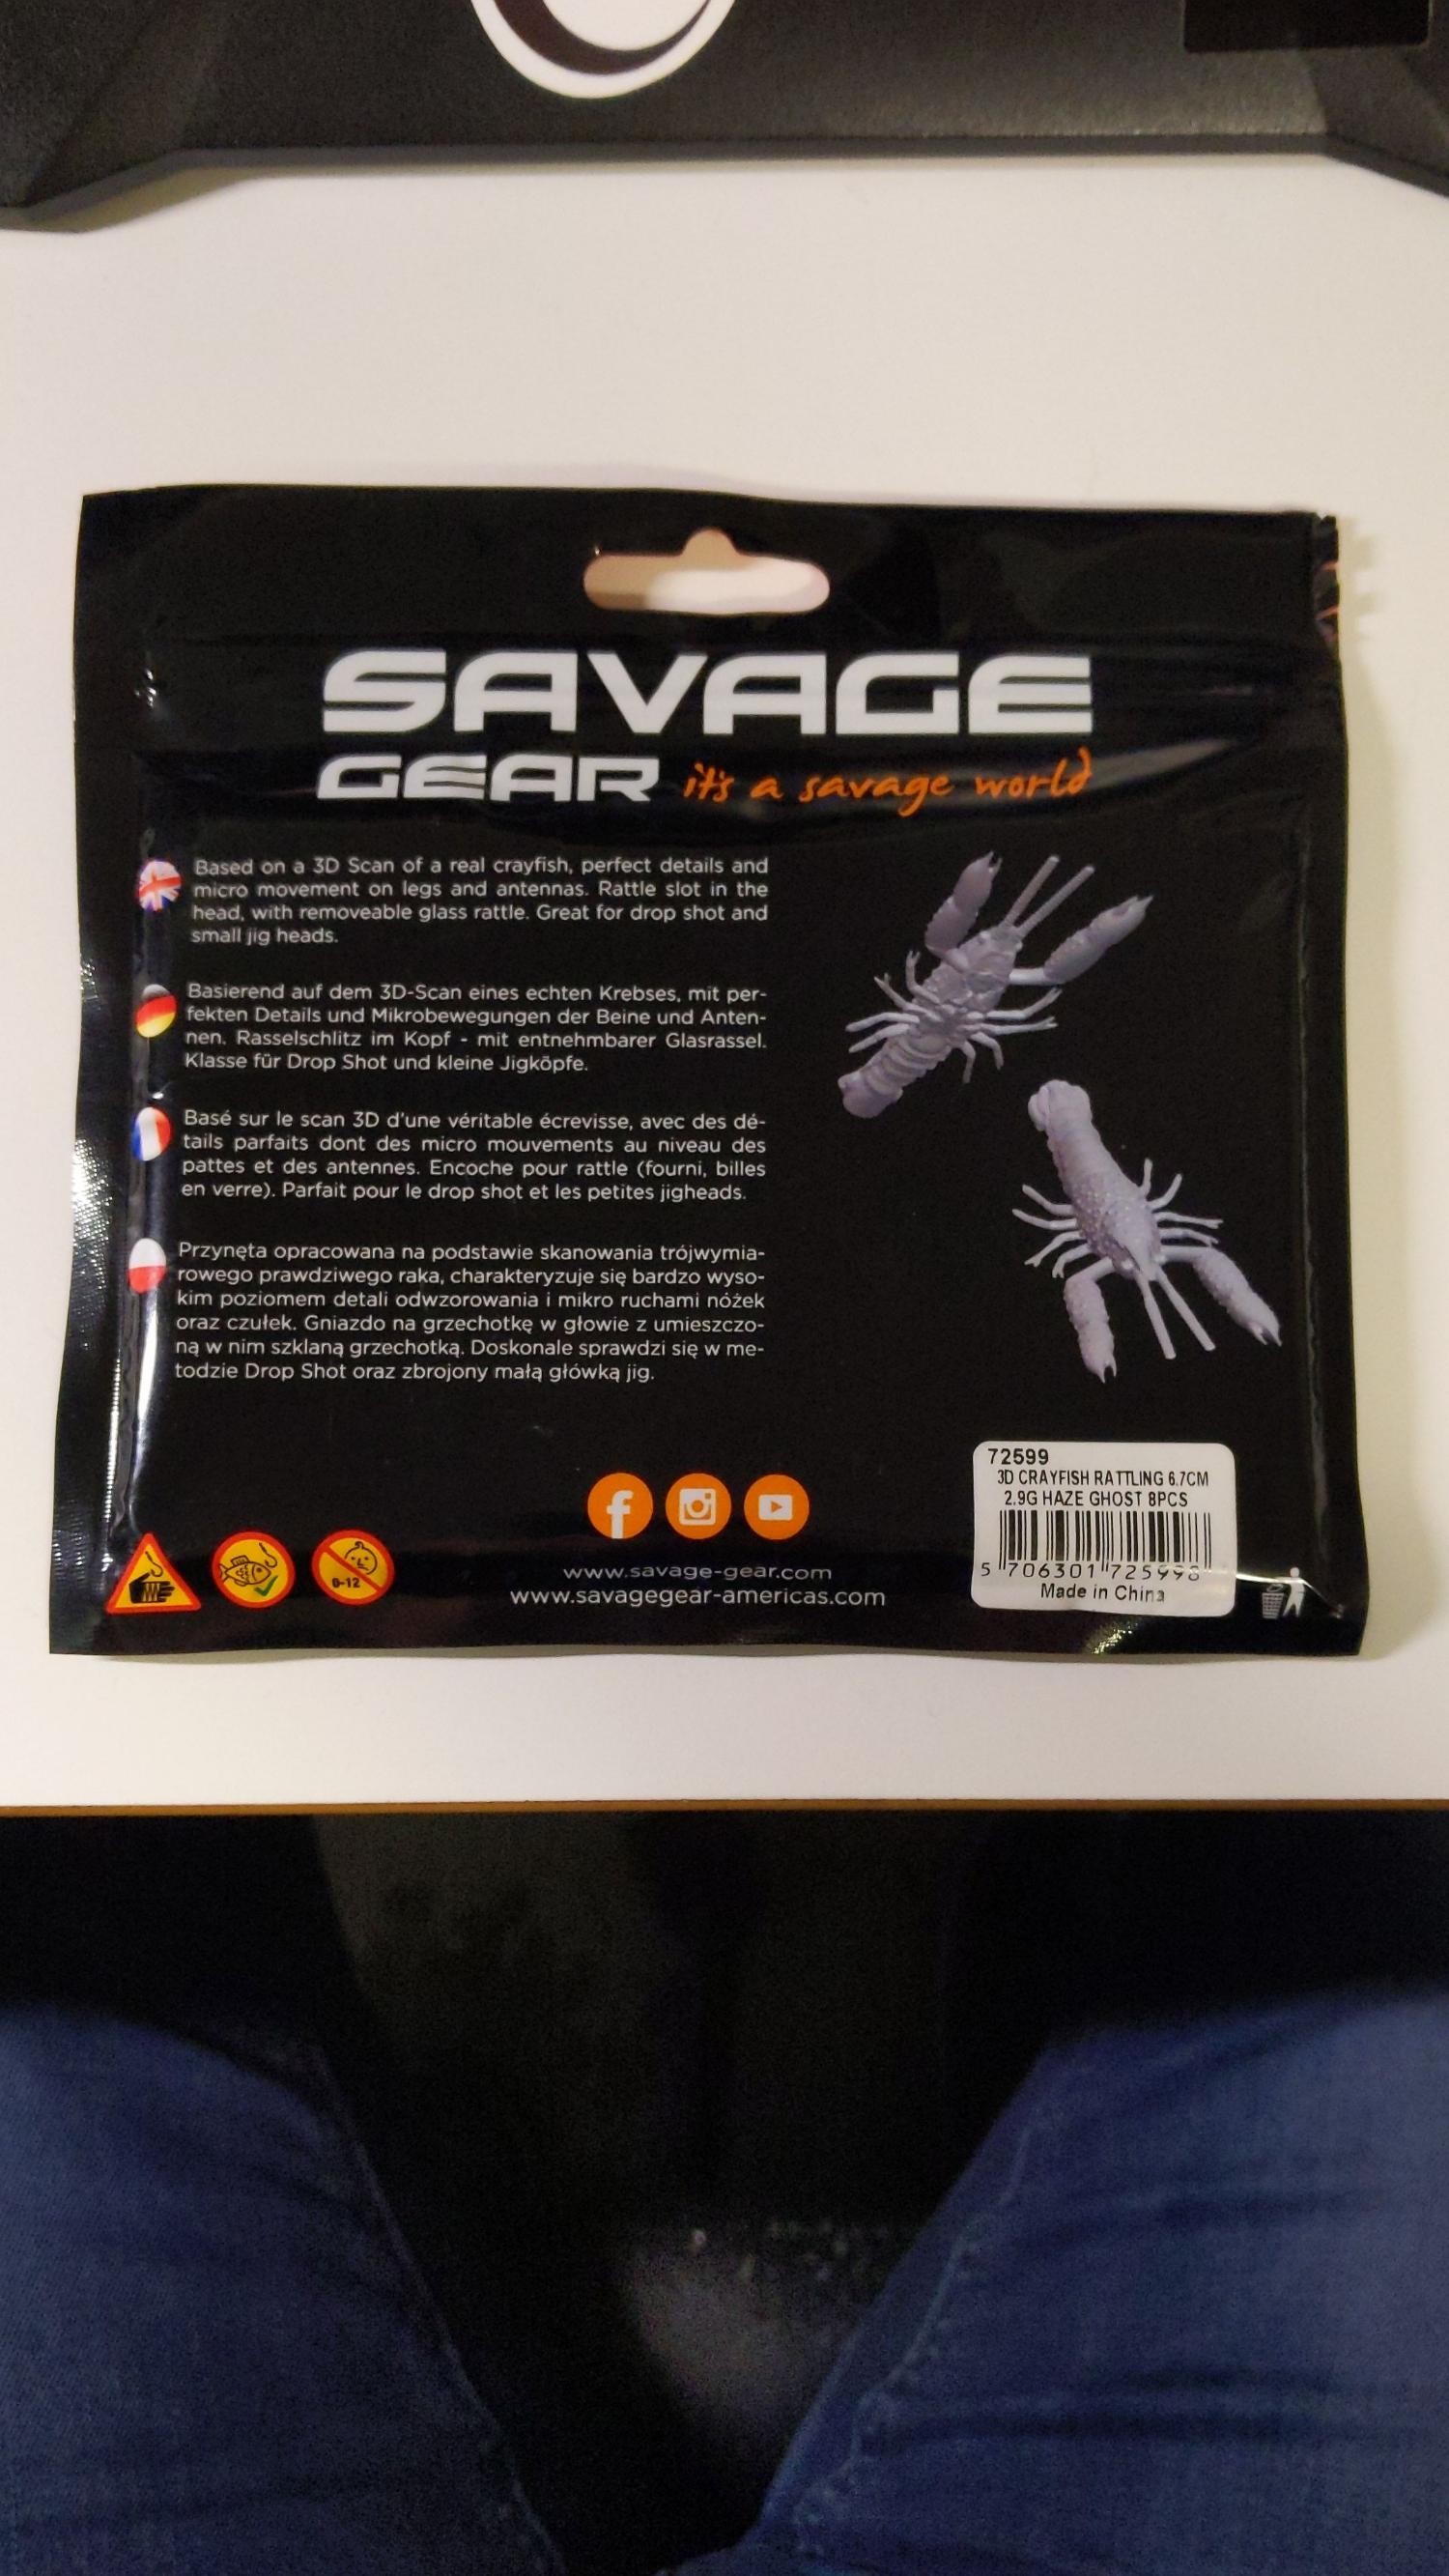 SAVAGE
GEAR it's a savage world
Based on a 3D Scan of a real crayfish, perfect details and
micro movement on legs and antennas. Rattle slot in the
head, with removeable glass rattle. Great for drop shot and
small jig heads.
Basierend auf dem 3D-Scan eines echten Krebses, mit per-
fekten Details und Mikrobewegungen der Beine und Anten-
nen. Rasselschlitz im Kopf - mit entnehmbarer Glasrassel.
Klasse für Drop Shot und kleine Jigköpfe.
Basé sur le scan 3D d'une véritable écrevisse, avec des dé-
tails parfaits dont des micro mouvements au niveau des
pattes et des antennes. Encoche pour rattle (fourni, billes
en verre). Parfait pour le drop shot et les petites jigheads.
Przynęta opracowana na podstawie skanowania trójwymia-
rowego prawdziwego raka, charakteryzuje się bardzo wyso-
kim poziomem detali odwzorowania i mikro ruchami nóżek
oraz czułek. Gniazdo na grzechotkę w głowie z umieszczo-
ną w nim szklaną grzechotką. Doskonale sprawdzi się w me-
todzie Drop Shot oraz zbrojony małą główką jig.
72599
3D CRAYFISH RATTLING 6.7CM
2.9G HAZE GHOST 8PCS
5 706301 725998
Made in China
0-12
www.savage-gear.com
www.savagegear-americas.com